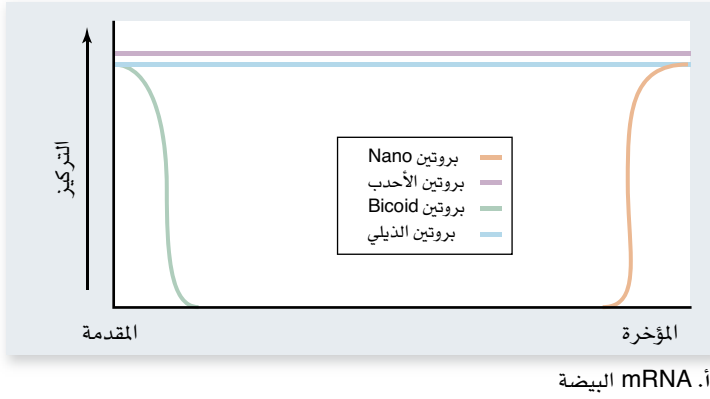 التركيز
بروتين Nano
بروتين الأحدب
بروتين Bicoid
بروتين الذيلي
المؤخرة
المقدمة
أ. mRNA البيضة